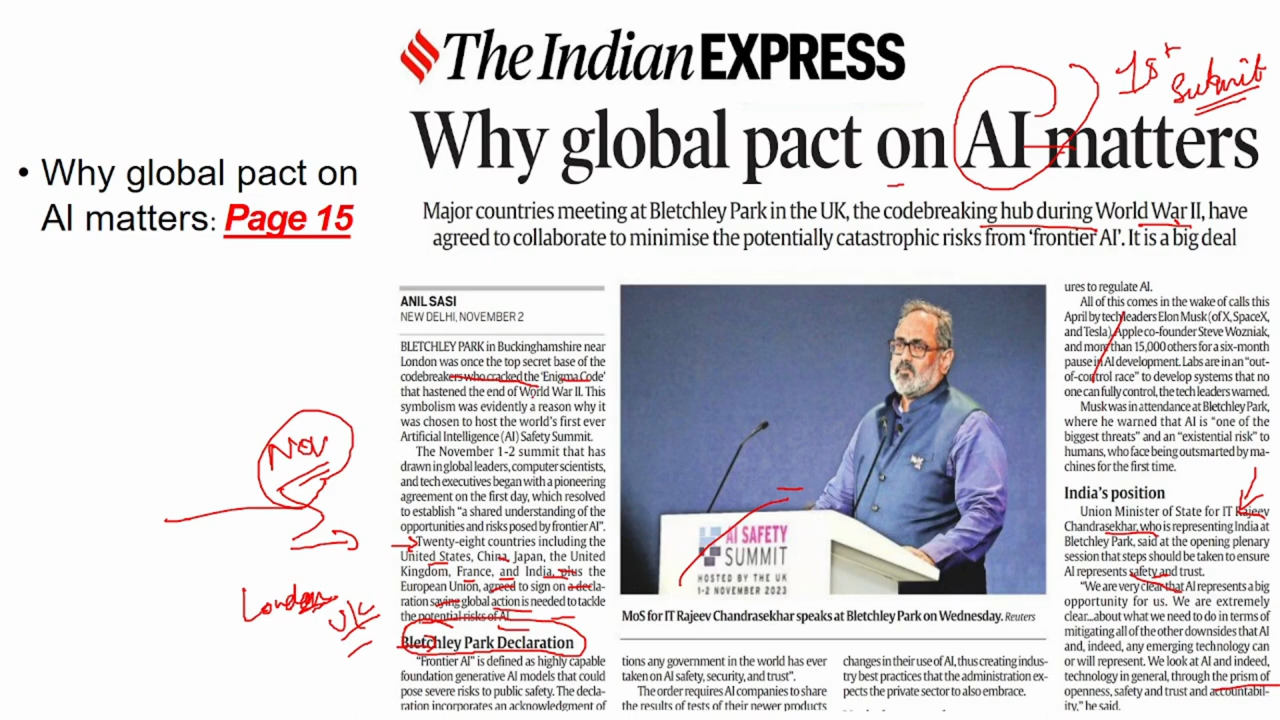 • Why global pact on
AI matters: Page 15
The Indian EXPRESS
Why global pact on AI matters
1st
Summit
Major countries meeting at Bletchley Park in the UK, the codebreaking hub during World War II, have
agreed to collaborate to minimise the potentially catastrophic risks from 'frontier AI'. It is a big deal
ANIL SASI
NEW DELHI, NOVEMBER 2
BLETCHLEY PARK in Buckinghamshire near
London was once the top secret base of the
codebreakers who cracked the 'Enigma Code'
that hastened the end of World War II. This
symbolism was evidently a reason why it
was chosen to host the world's first ever
Artificial Intelligence (AI) Safety Summit.
The November 1-2 summit that has
drawn in global leaders, computer scientists,
and tech executives began with a pioneering
agreement on the first day, which resolved
to establish "a shared understanding of the
opportunities and risks posed by frontier AI".
Twenty-eight countries including the
United States, China, Japan, the United
Kingdom, France, and India, plus the
European Union, agreed to sign on a decla-
ration saying global action is needed to tackle
the potential risks of AI.
Bletchley Park Declaration
"Frontier AI" is defined as highly capable
foundation generative AI models that could
pose severe risks to public safety. The decla-
ration incorporates an acknowledgment of
Nov
London
UK
AI SAFETY
SUMMIT
HOSTED BY THE UK
1-2 NOVEMBER 2023
MoS for IT Rajeev Chandrasekhar speaks at Bletchley Park on Wednesday. Reuters
tions any government in the world has ever
taken on AI safety, security, and trust".
The order requires AI companies to share
the results of tests of their newer products
changes in their use of AI, thus creating indus-
try best practices that the administration ex-
pects the private sector to also embrace.
ures to regulate AI.
All of this comes in the wake of calls this
April by tech leaders Elon Musk (of X, SpaceX,
and Tesla), Apple co-founder Steve Wozniak,
and more than 15,000 others for a six-month
pause in AI development. Labs are in an "out-
of-control race" to develop systems that no
one can fully control, the tech leaders warned.
Musk was in attendance at Bletchley Park,
where he warned that AI is "one of the
biggest threats" and an "existential risk" to
humans, who face being outsmarted by ma-
chines for the first time.
India's position
Union Minister of State for IT Rajeev
Chandrasekhar, who is representing India at
Bletchley Park, said at the opening plenary
session that steps should be taken to ensure
AI represents safety and trust.
"We are very clear that AI represents a big
opportunity for us. We are extremely
clear...about what we need to do in terms of
mitigating all of the other downsides that AI
and, indeed, any emerging technology can
or will represent. We look at AI and indeed,
technology in general, through the prism of
openness, safety and trust and accountabil-
ity," he said.